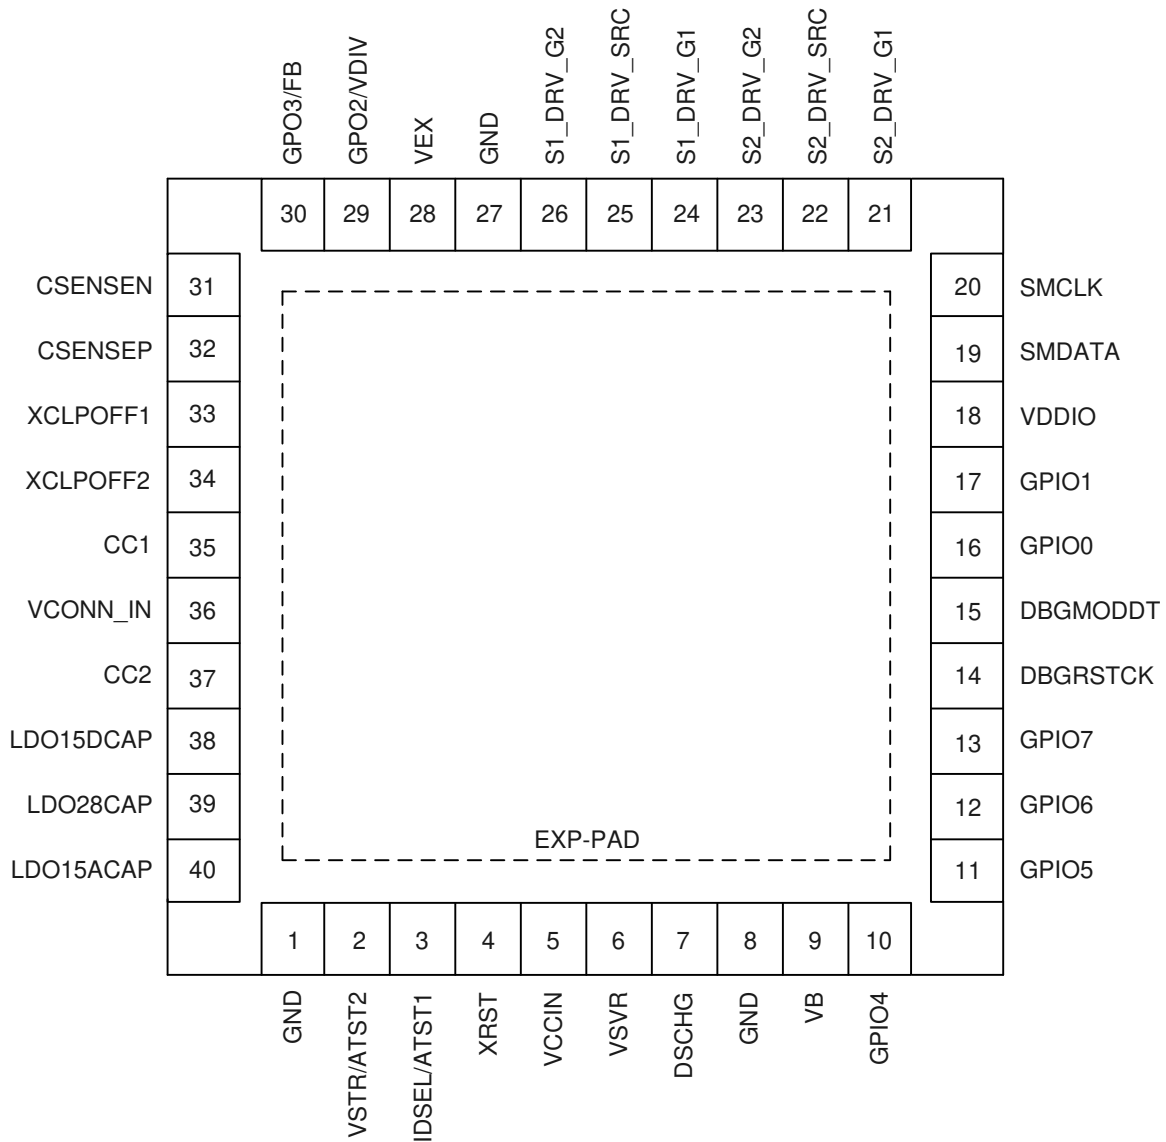 GPO3/FB
GPO2/VDIV
VEX
GND
S1_DRV_G2
S1_DRV_SRC
S1_DRV_G1
S2_DRV_G2
S2_DRV_SRC
S2_DRV_G1
30 29 28 27 26 25 24 23 22 21
CSENSEN 31
20 SMCLK
CSENSEP 32
19 SMDATA
XCLPOFF1 33
18 VDDIO
XCLPOFF2 34
17 GPIO1
CC1 35
16 GPIO0
VCONN_IN 36
15 DBGMODDT
CC2 37
14 DBGRSTCK
LDO15DCAP 38
13 GPIO7
LDO28CAP 39
12 GPIO6
EXP-PAD
LDO15ACAP 40
11 GPIO5
1 2 3 4 5 6 7 8 9 10
GND
VSTR/ATST2
IDSEL/ATST1
XRST
VCCIN
VSVR
DSCHG
GND
VB
GPIO4